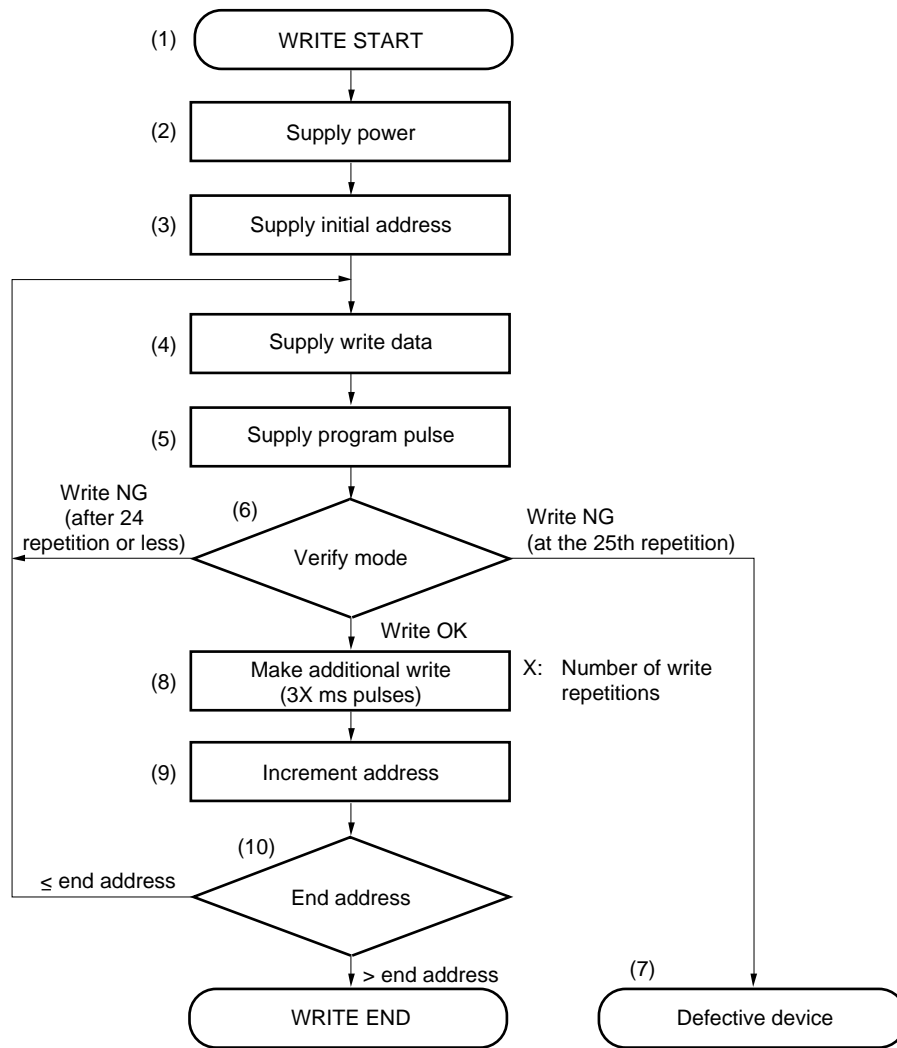 (1)
WRITE START
(2)
Supply power
(3)
Supply initial address
(4)
Supply write data
(5)
Supply program pulse
Write NG
(after 24
repetition or less)
(6)
Verify mode
Write NG
(at the 25th repetition)
Write OK
(8)
Make additional write
(3X ms pulses)
X: Number of write
repetitions
(9)
Increment address
(10)
≤ end address
End address
> end address
(7)
WRITE END
Defective device